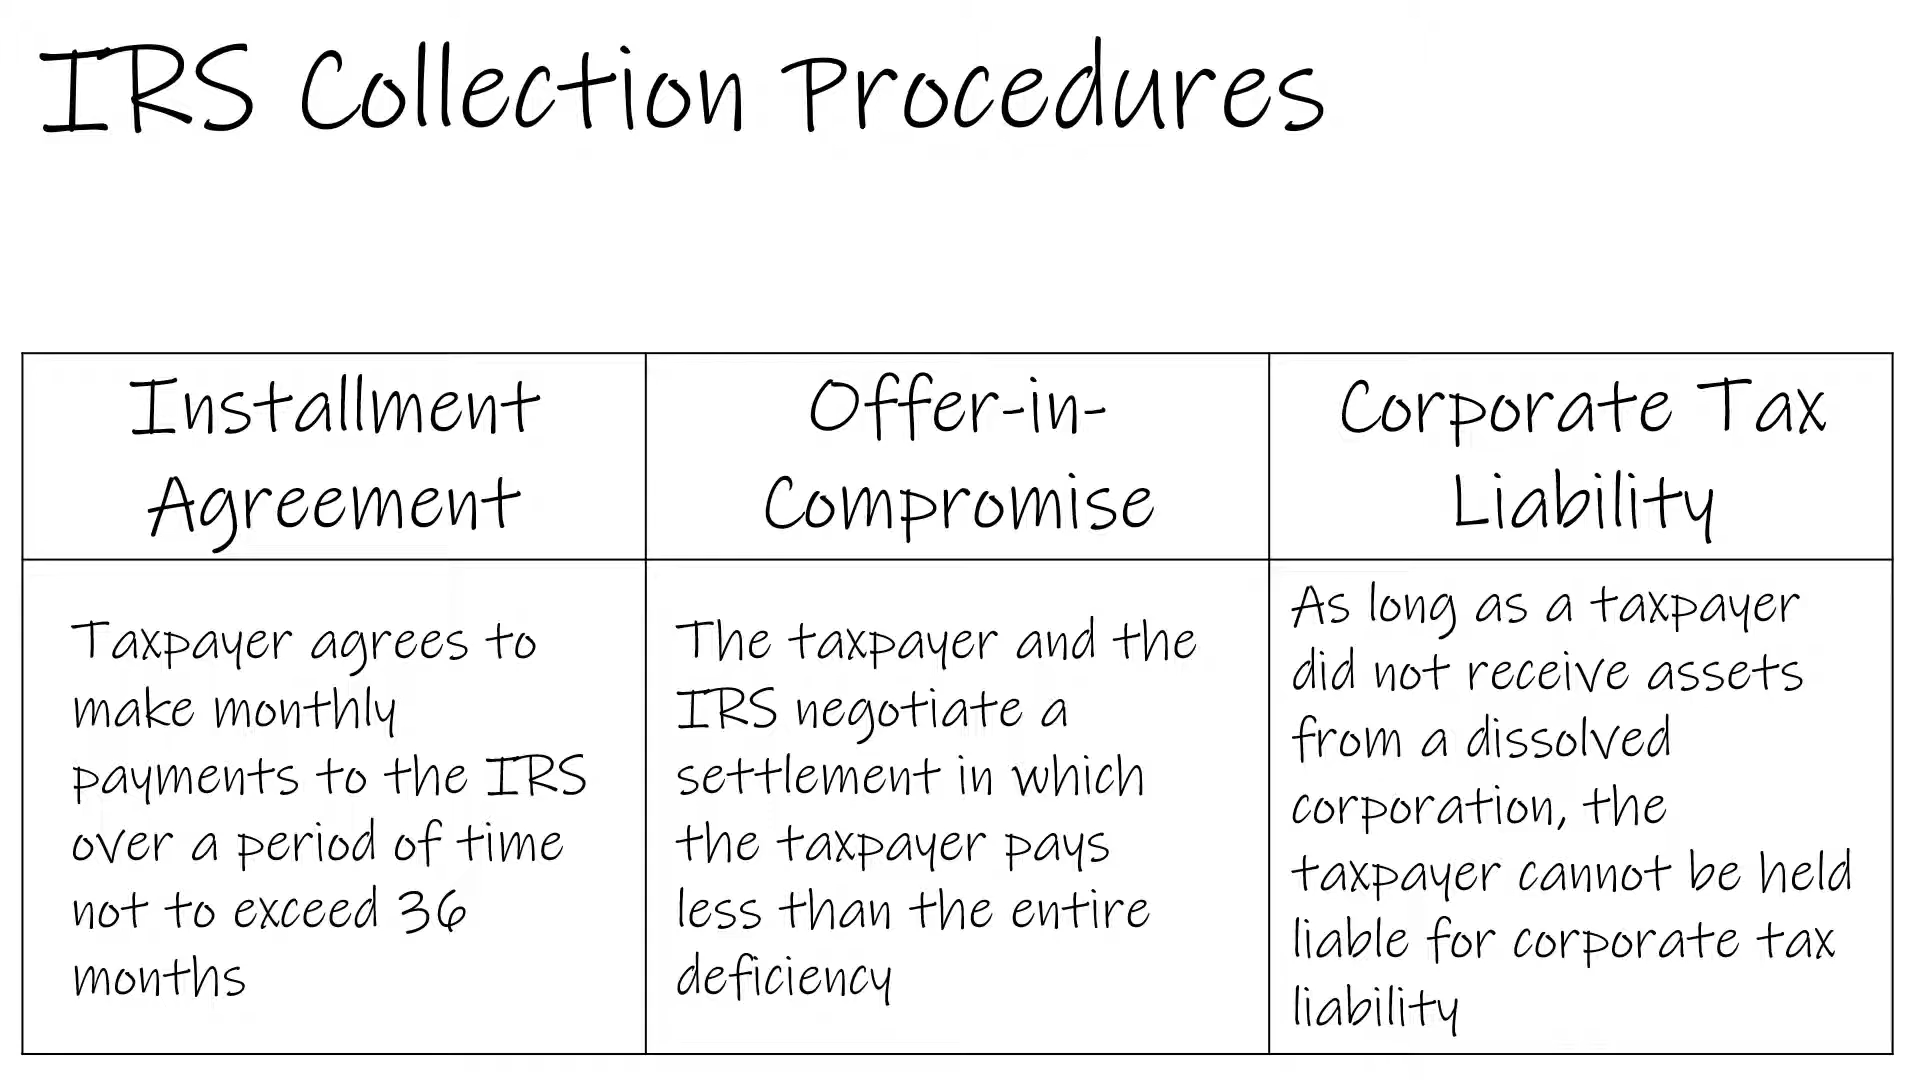 IRS Collection Procedures
Installment
Agreement
Offer-in-
Compromise
Corporate Tax
Liability
Taxpayer agrees to
make monthly
payments to the IRS
over a period of time
not to exceed 36
months
The taxpayer and the
IRS negotiate a
settlement in which
the taxpayer pays
less than the entire
deficiency
As long as a taxpayer
did not receive assets
from a dissolved
corporation, the
taxpayer cannot be held
liable for corporate tax
liability